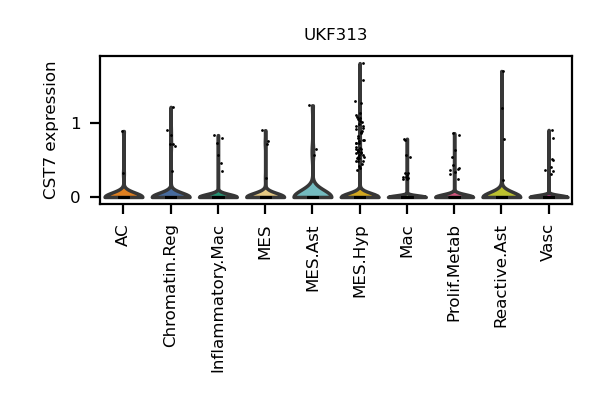 UKF313
CST7 expression
1
0
AC
Chromatin.Reg
Inflammatory.Mac
MES
MES.Ast
MES.Hyp
Mac
Prolif.Metab
Reactive.Ast
Vasc